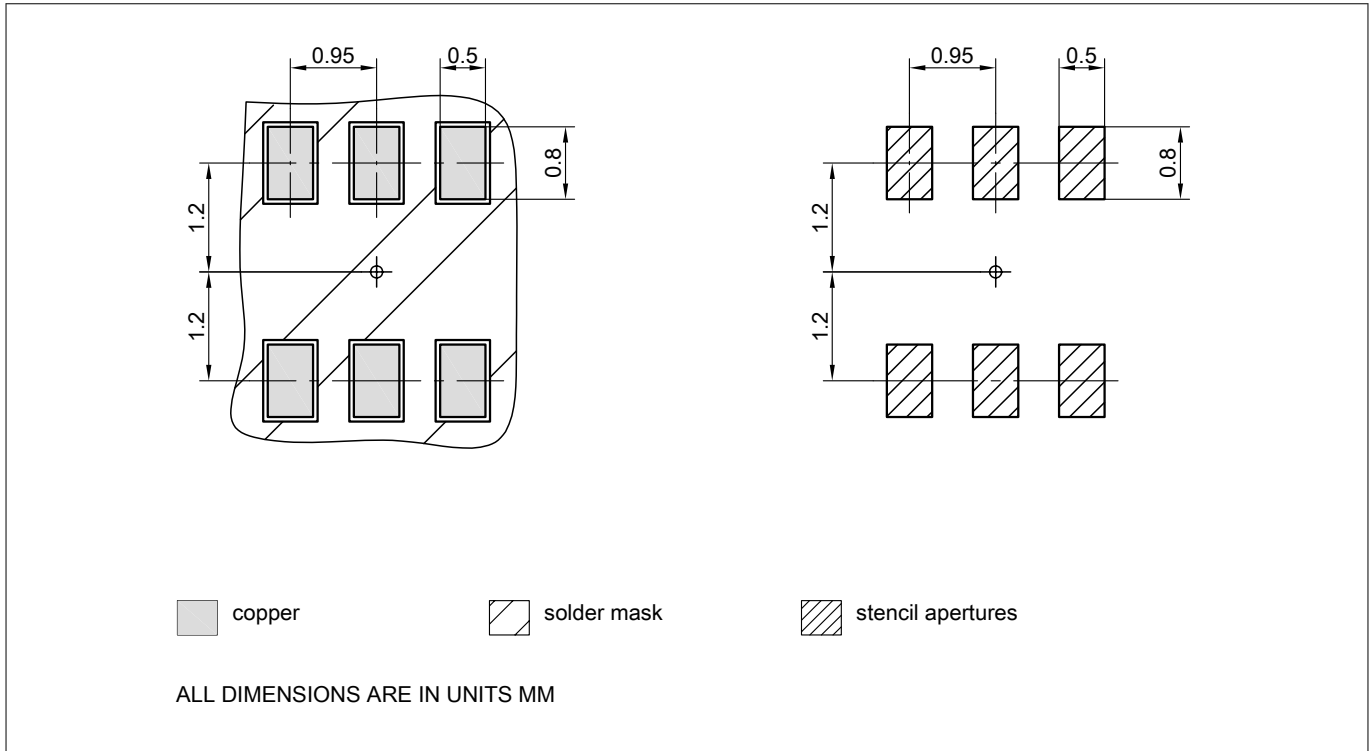 0.95 0.5 0.95 0.5
0.8 0.8
1.2 1.2
1.2 1.2
copper solder mask stencil apertures
ALL DIMENSIONS ARE IN UNITS MM